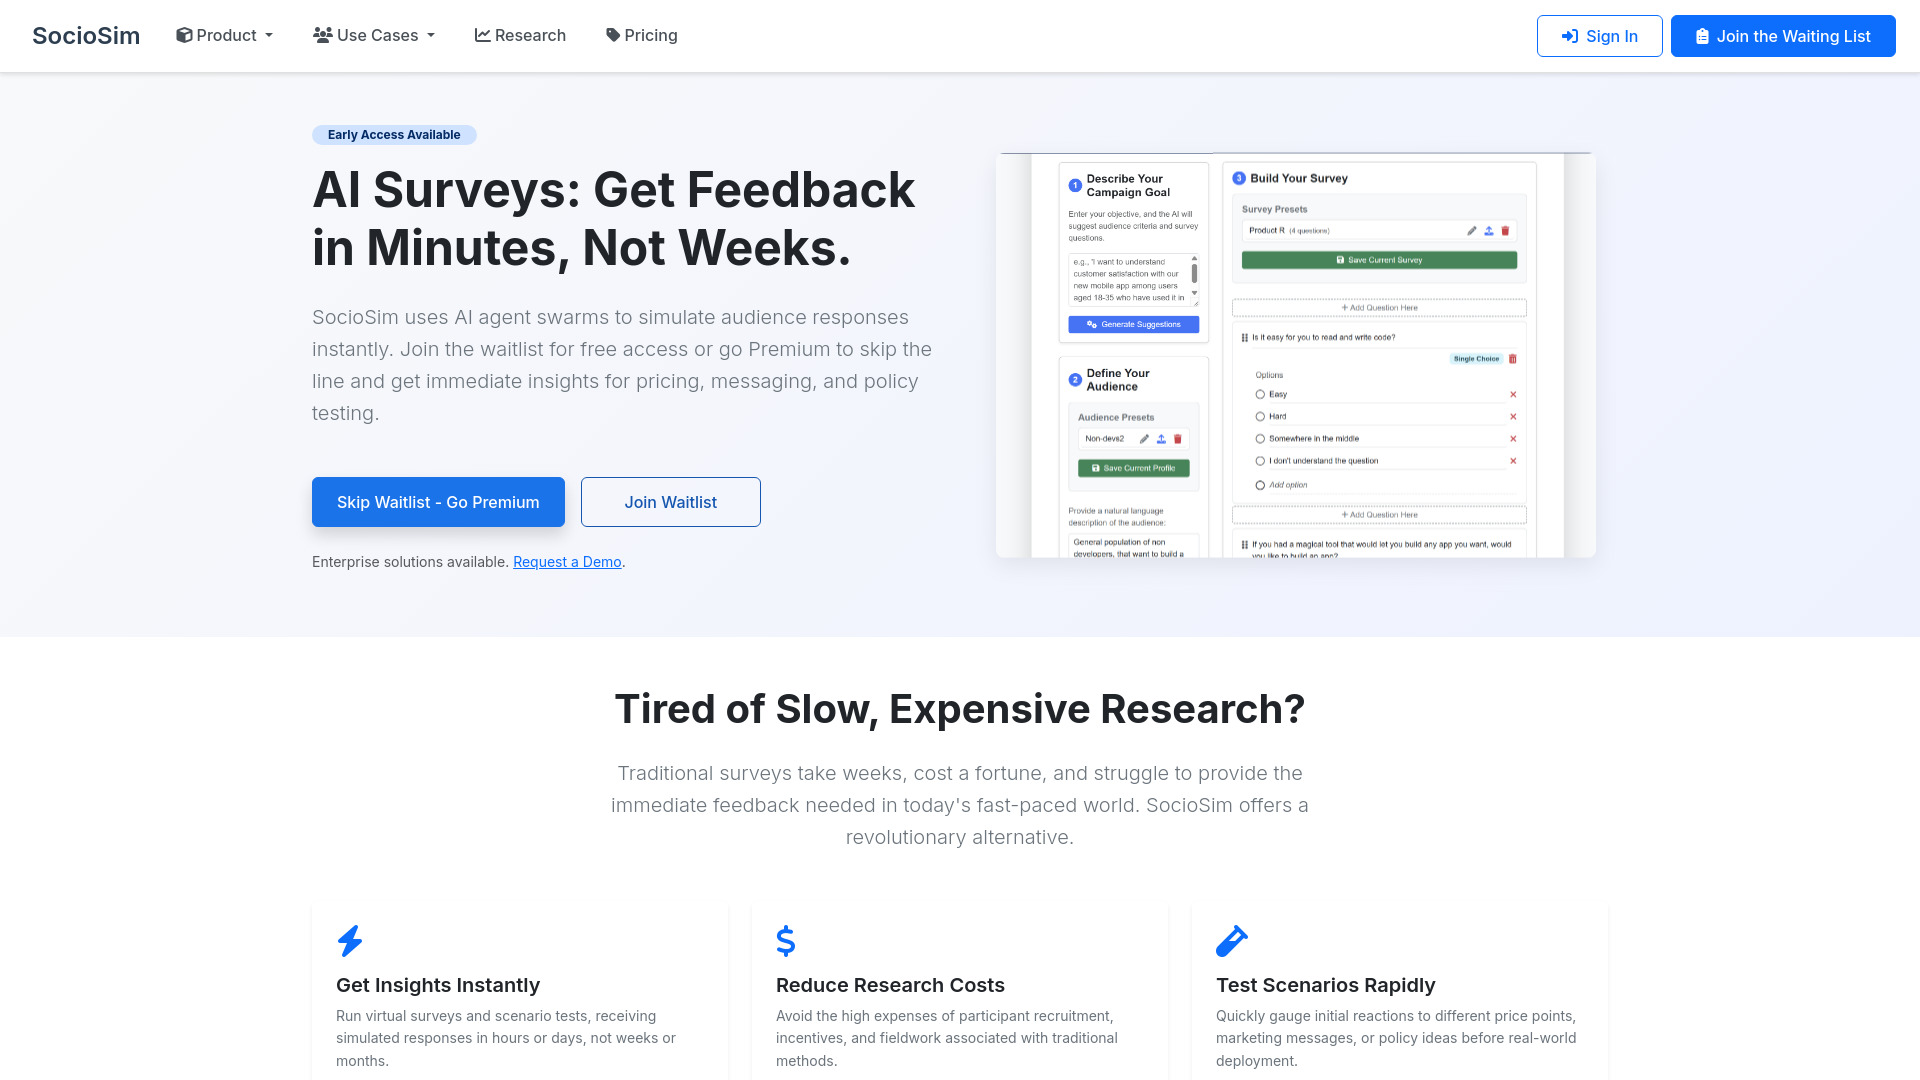 SocioSim
Product
Use Cases
Research
Pricing
Sign In
Join the Waiting List
Early Access Available
AI Surveys: Get Feedback
in Minutes, Not Weeks.
SocioSim uses AI agent swarms to simulate audience responses
instantly. Join the waitlist for free access or go Premium to skip the
line and get immediate insights for pricing, messaging, and policy
testing.
Skip Waitlist - Go Premium
Join Waitlist
Enterprise solutions available. Request a Demo.
1 Describe Your
Campaign Goal
Enter your objective, and the AI will
suggest audience criteria and survey
questions.
e.g., 'I want to understand
customer satisfaction with our
new mobile app among users
aged 18-35 who have used it in
Generate Suggestions
2 Define Your
Audience
Audience Presets
Non-devs2
Save Current Profile
Provide a natural language
description of the audience:
General population of non
developers, that want to build a
3 Build Your Survey
Survey Presets
Product R (4 questions)
Save Current Survey
+ Add Question Here
Is it easy for you to read and write code?
Single Choice
Options
Easy
Hard
Somewhere in the middle
I don't understand the question
Add option
+ Add Question Here
If you had a magical tool that would let you build any app you want, would
you like to build an app?
Tired of Slow, Expensive Research?
Traditional surveys take weeks, cost a fortune, and struggle to provide the
immediate feedback needed in today's fast-paced world. SocioSim offers a
revolutionary alternative.
Get Insights Instantly
Run virtual surveys and scenario tests, receiving
simulated responses in hours or days, not weeks or
months.
Reduce Research Costs
Avoid the high expenses of participant recruitment,
incentives, and fieldwork associated with traditional
methods.
Test Scenarios Rapidly
Quickly gauge initial reactions to different price points,
marketing messages, or policy ideas before real-world
deployment.